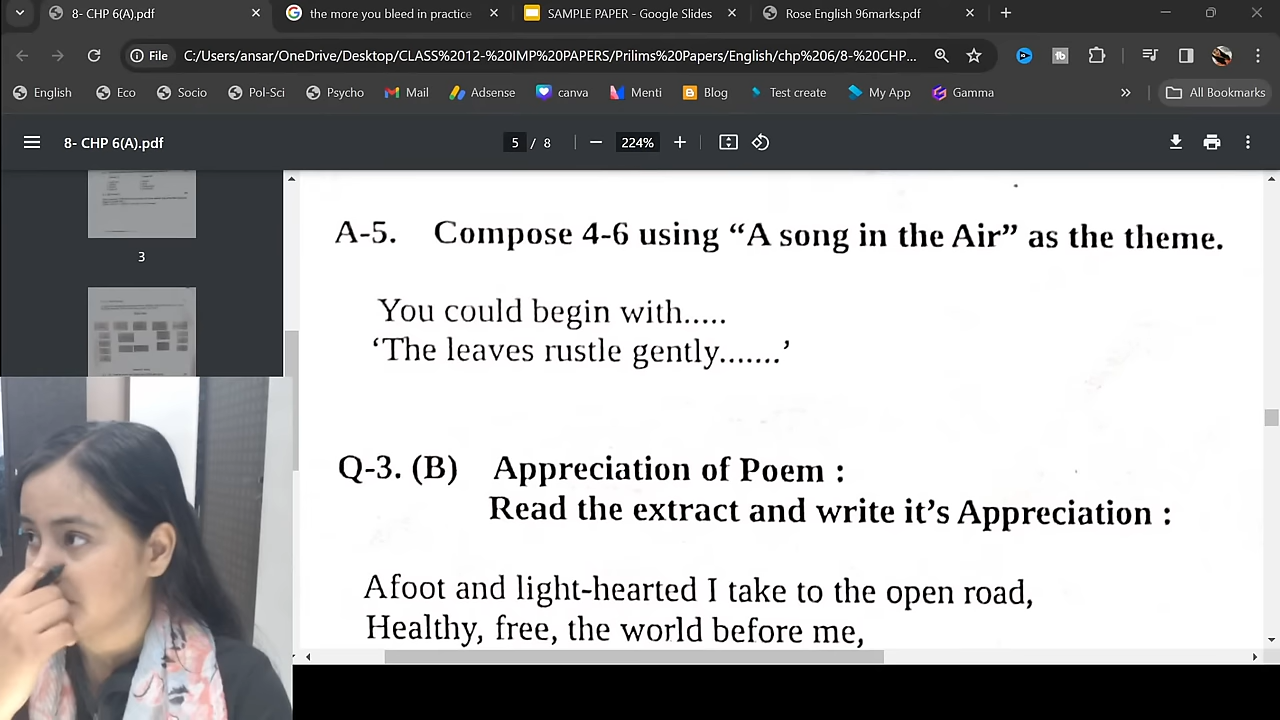 8- CHP 6(A).pdf
the more you bleed in practice
SAMPLE PAPER - Google Slides
Rose English 96marks.pdf
File
C:/Users/ansar/OneDrive/Desktop/CLASS%2012-%20IMP%20PAPERS/Prilims%20Papers/English/chp%206/8-%20CHP...
English
Eco
Socio
Pol-Sci
Psycho
Mail
Adsense
canva
Menti
Blog
Test create
My App
Gamma
»
All Bookmarks
8- CHP 6(A).pdf
5 / 8
224%
3
A-5. Compose 4-6 using “A song in the Air” as the theme.
You could begin with.....
‘The leaves rustle gently.......’
Q-3. (B) Appreciation of Poem :
Read the extract and write it’s Appreciation :
Afoot and light-hearted I take to the open road,
Healthy, free, the world before me,